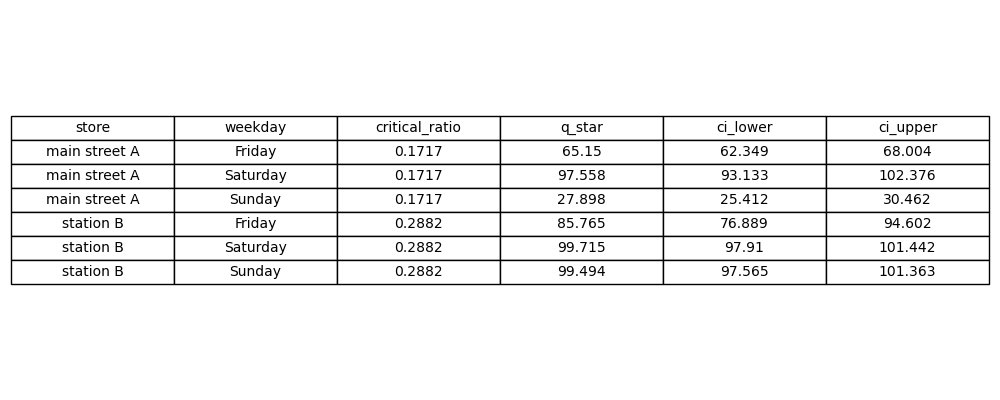 store weekday critical_ratio q_star ci_lower ci_upper
main street A Friday 0.1717 65.15 62.349 68.004
main street A Saturday 0.1717 97.558 93.133 102.376
main street A Sunday 0.1717 27.898 25.412 30.462
station B Friday 0.2882 85.765 76.889 94.602
station B Saturday 0.2882 99.715 97.91 101.442
station B Sunday 0.2882 99.494 97.565 101.363